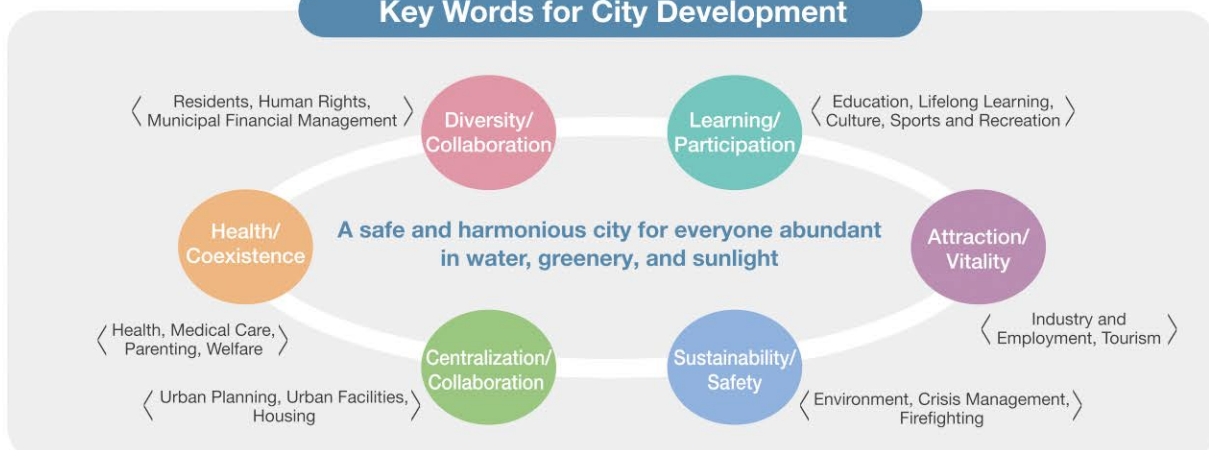 Key Words for City Development
Residents, Human Rights,
Municipal Financial Management
Diversity/
Collaboration
Learning/
Participation
Education, Lifelong Learning,
Culture, Sports and Recreation
Health/
Coexistence
A safe and harmonious city for everyone abundant
in water, greenery, and sunlight
Attraction/
Vitality
Health, Medical Care,
Parenting, Welfare
Industry and
Employment, Tourism
Centralization/
Collaboration
Sustainability/
Safety
Urban Planning, Urban Facilities,
Housing
Environment, Crisis Management,
Firefighting